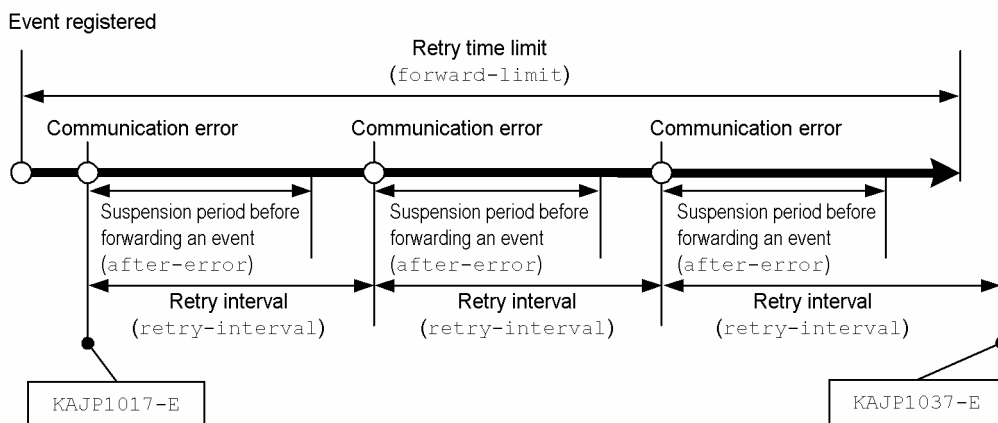 Event registered
Retry time limit
(forward-limit)
Communication error
Communication error
Communication error
Suspension period before
forwarding an event
(after-error)
Suspension period before
forwarding an event
(after-error)
Suspension period before
forwarding an event
(after-error)
Retry interval
(retry-interval)
Retry interval
(retry-interval)
Retry interval
(retry-interval)
KAJP1017-E
KAJP1037-E